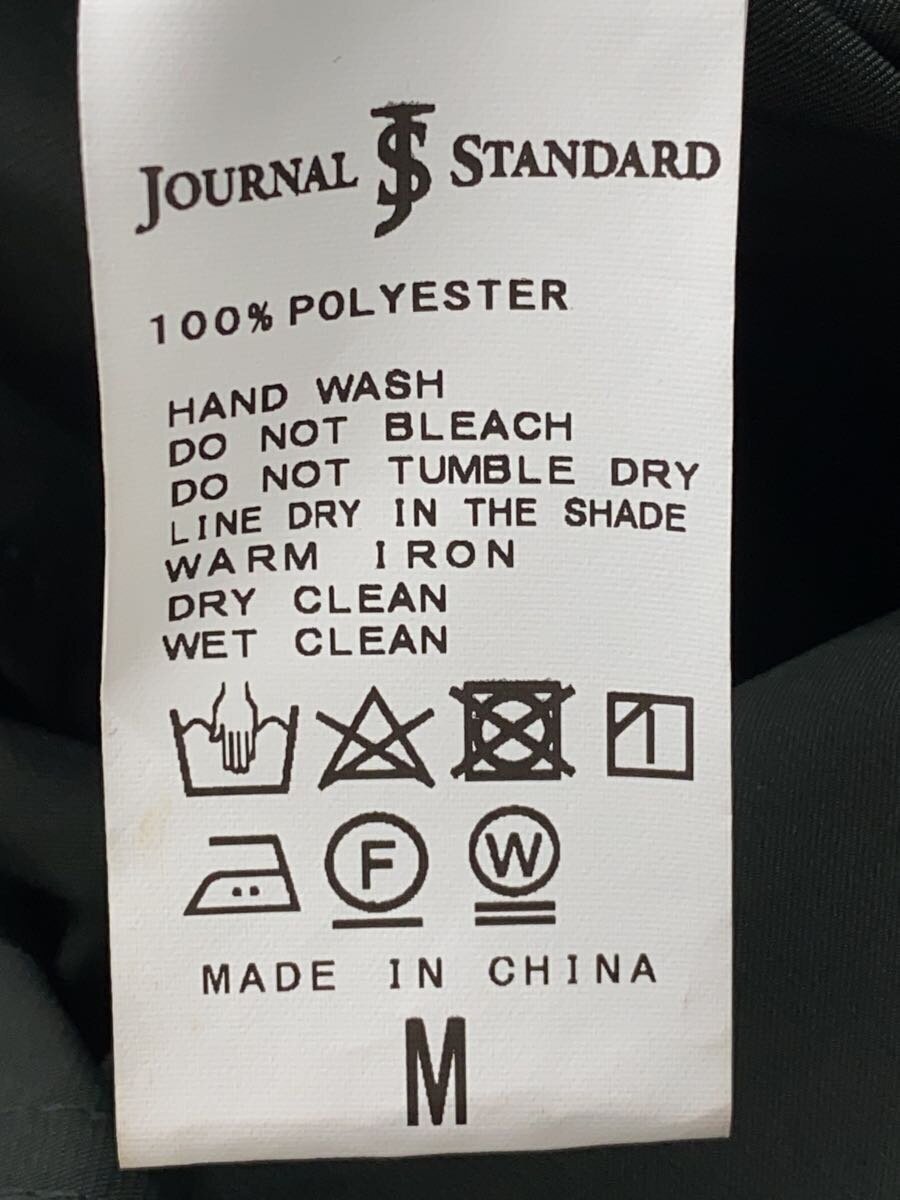 JOURNAL JS STANDARD
100% POLYESTER
HAND WASH
DO NOT BLEACH
DO NOT TUMBLE DRY
LINE DRY IN THE SHADE
WARM IRON
DRY CLEAN
WET CLEAN
F W
MADE IN CHINA
M